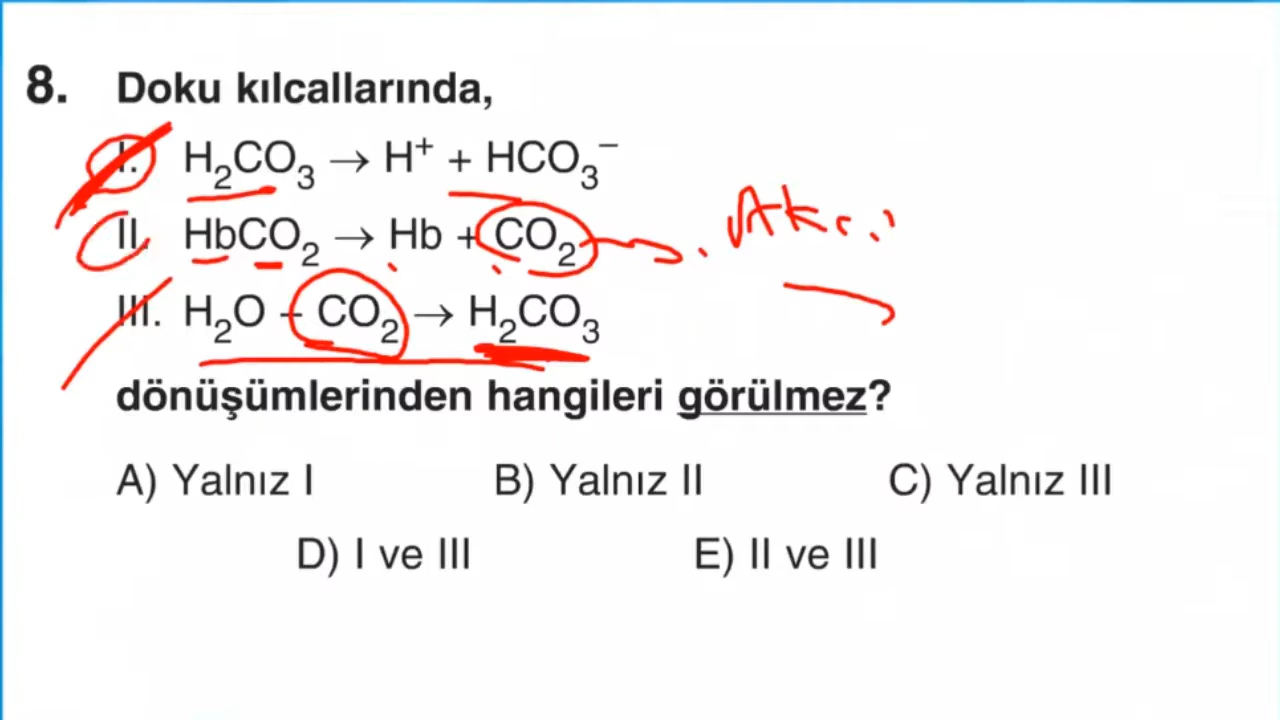 8. Doku kılcallarında,
I. H₂CO₃ → H⁺ + HCO₃⁻
II. HbCO₂ → Hb + CO₂
III. H₂O + CO₂ → H₂CO₃
dönüşümlerinden hangileri görülmez?
A) Yalnız I B) Yalnız II C) Yalnız III
D) I ve III E) II ve III